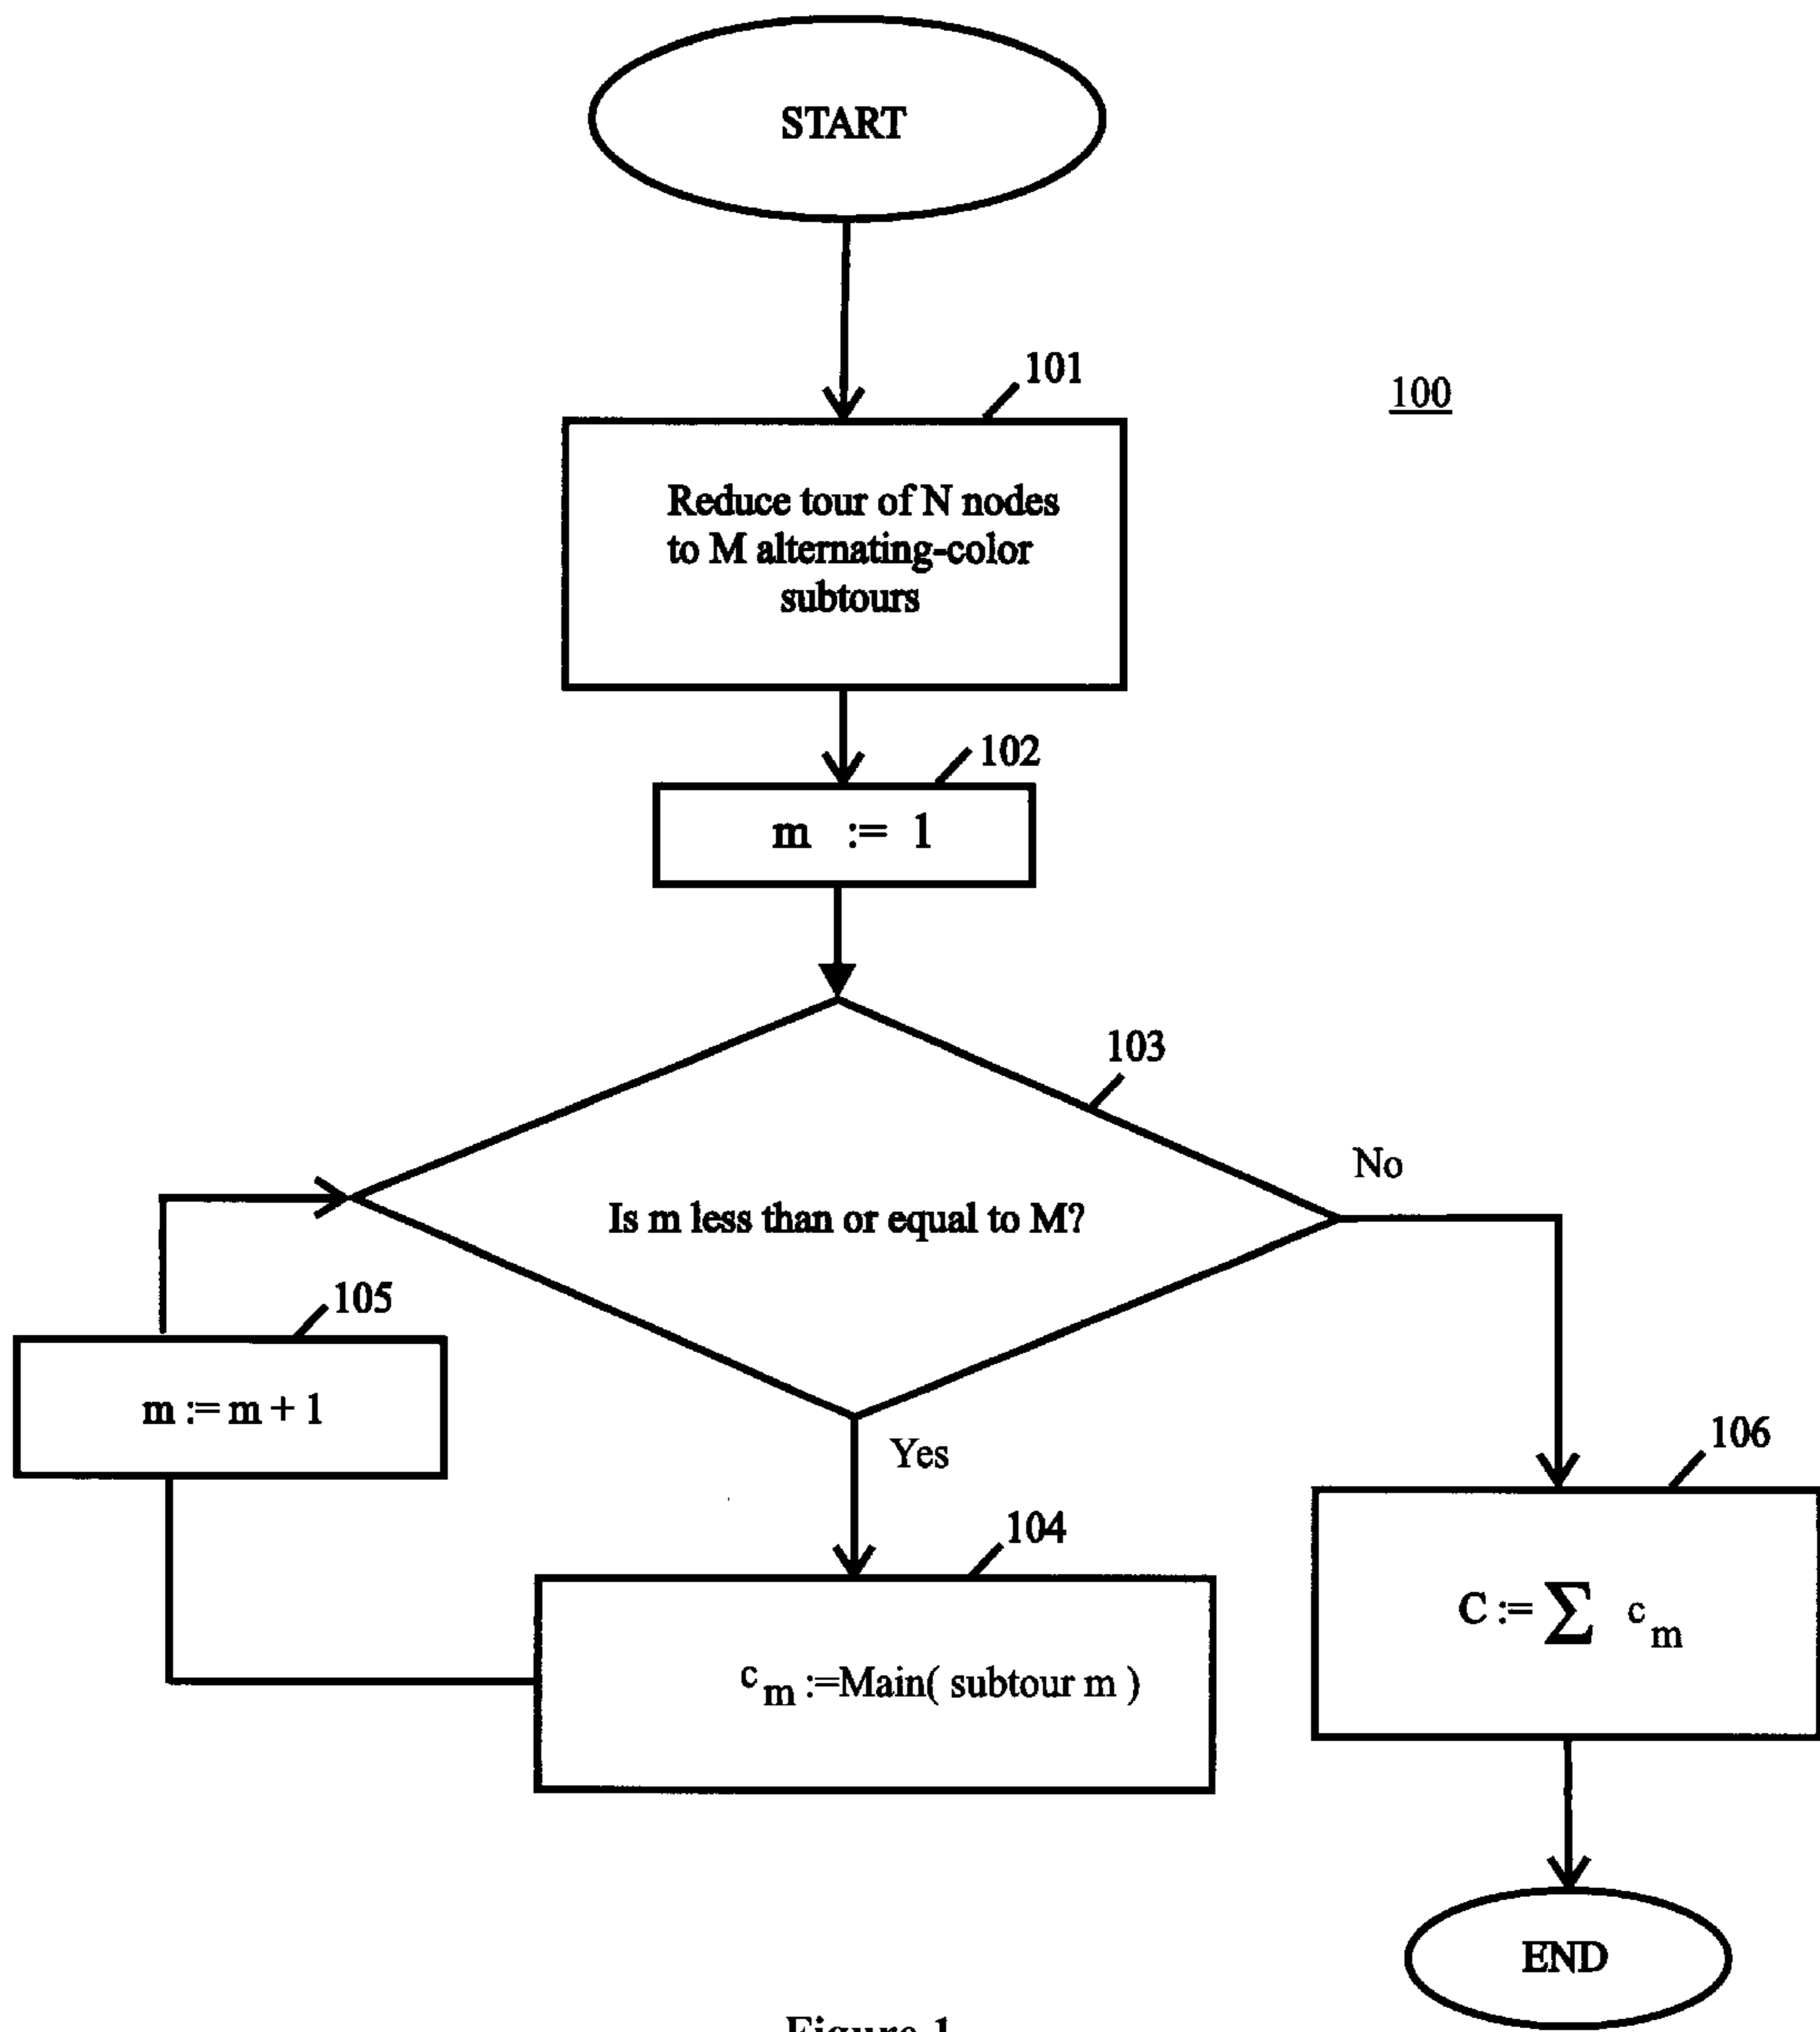 START
101
100
Reduce tour of N nodes
to M alternating-color
subtours
102
m := 1
103
No
Is m less than or equal to M?
105
m := m + 1
Yes
106
104
C := ∑ c m
c m :=Main( subtour m )
END
Figure 1